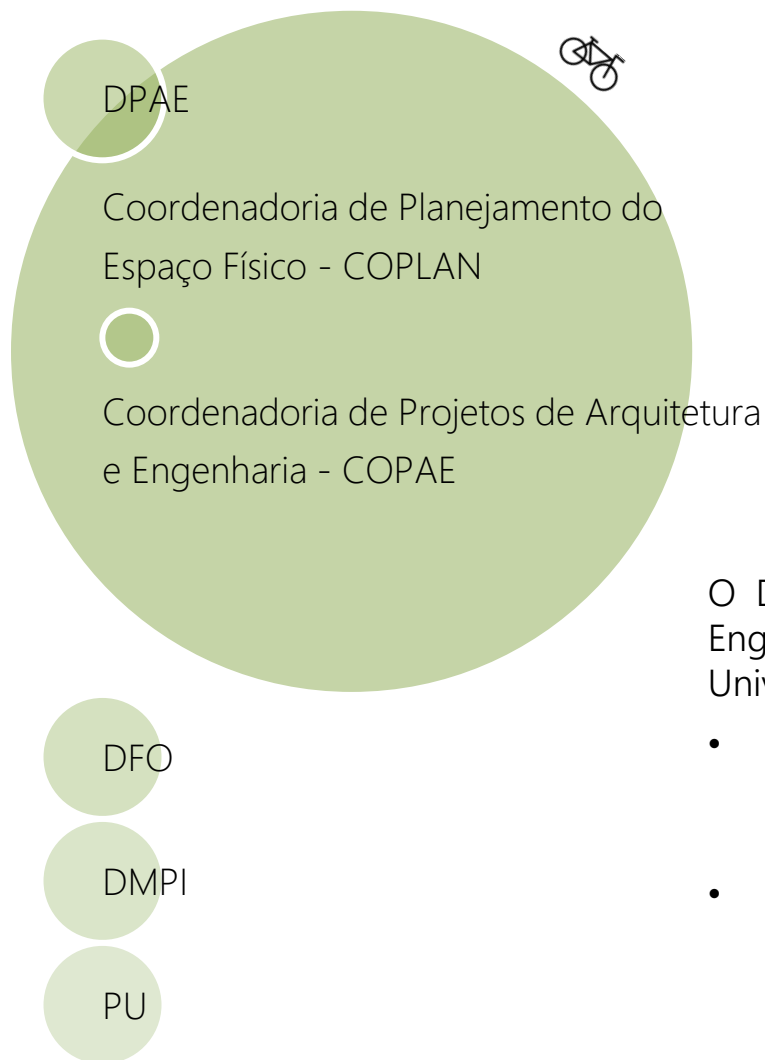 DPAE
Coordenadoria de Planejamento do
Espaço Físico - COPLAN
Coordenadoria de Projetos de Arquitetura
e Engenharia - COPAE
O
•
•
DFO
DMPI
PU